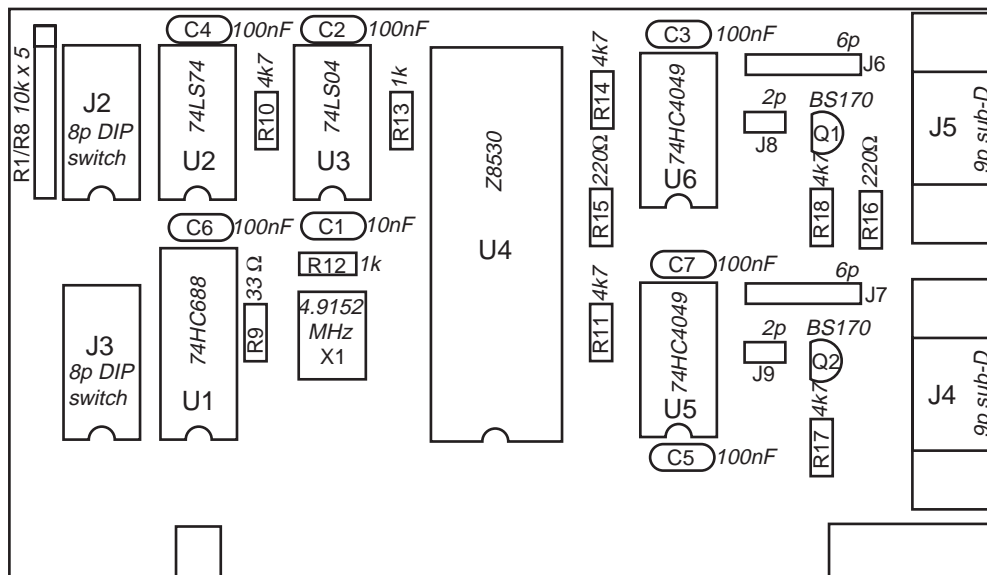 R1/R8 10k x 5
J2
8p DIP
switch
C4 100nF
74LS74
U2
R10 4k7
C2 100nF
74LS04
U3
R13 1k
Z8530
U4
R14 4k7
R15 220Ω
C3 100nF
74HC4049
U6
6p
J6
2p
J8
BS170
Q1
R18 4k7
R16 220Ω
J5
9p sub-D
C6 100nF
C1 10nF
R12 1k
J3
8p DIP
switch
74HC688
U1
R9 33 Ω
4.9152
MHz
X1
R11 4k7
C7 100nF
74HC4049
U5
C5 100nF
6p
J7
2p
J9
BS170
Q2
R17 4k7
J4
9p sub-D